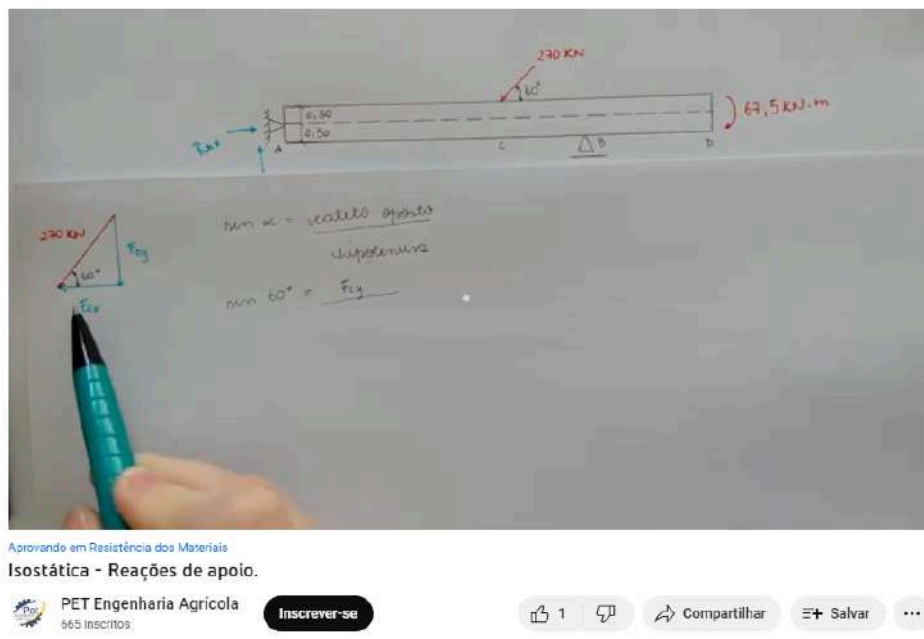 270 KN
60°
0,30
0,30
67,5 KN.m
A
C
B
D
270 KN
Fcy
60°
Fcx
sen α = cateto oposto
hipotenusa
sen 60° = Fcy
Aprovando em Resistência dos Materiais
Isostática - Reações de apoio.
PET Engenharia Agrícola
665 inscritos
Inscrever-se
1
Compartilhar
Salvar